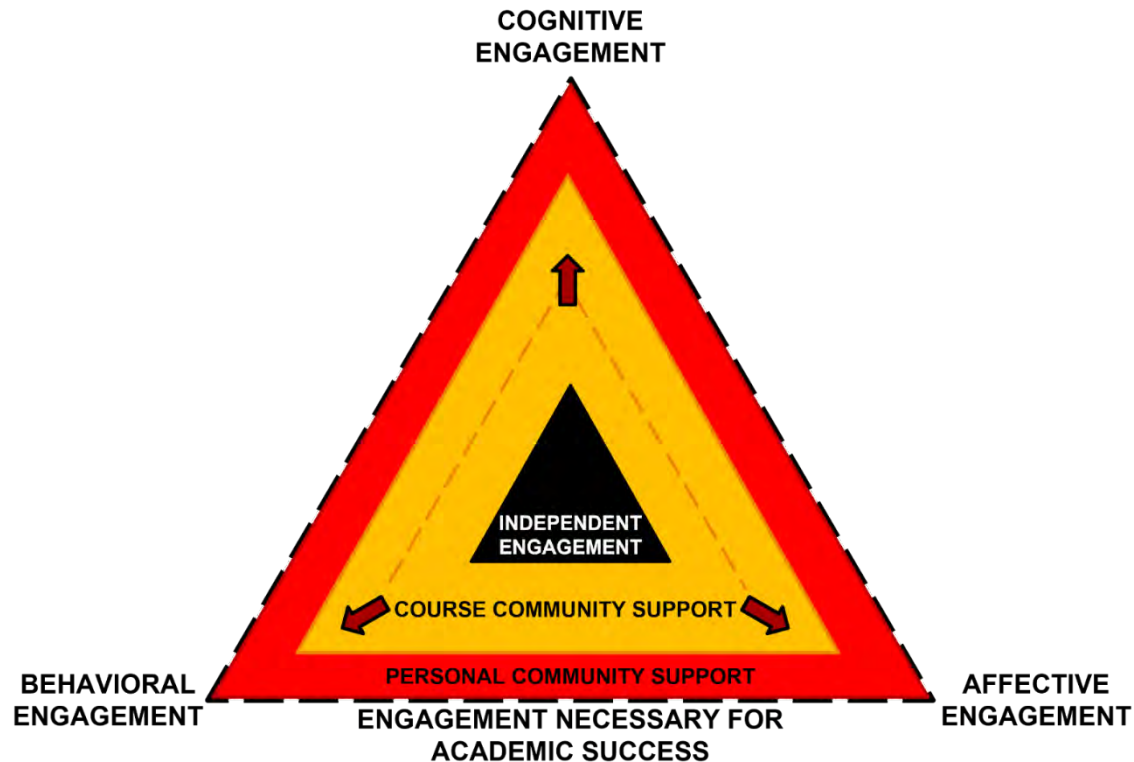 COGNITIVE
ENGAGEMENT
INDEPENDENT
ENGAGEMENT
COURSE COMMUNITY SUPPORT
PERSONAL COMMUNITY SUPPORT
BEHAVIORAL
ENGAGEMENT
ENGAGEMENT NECESSARY FOR
ACADEMIC SUCCESS
AFFECTIVE
ENGAGEMENT